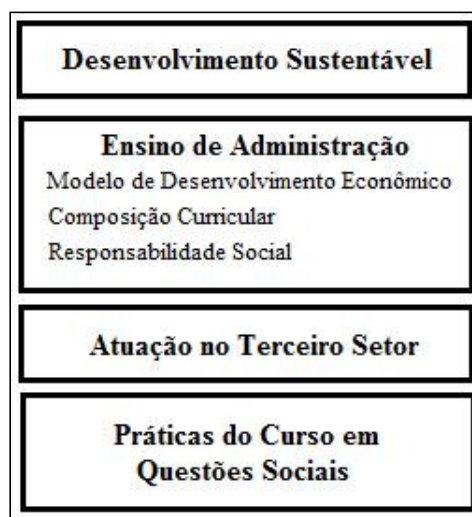 Desenvolvimento Sustentável
Ensino de Administração
Modelo de Desenvolvimento Econômico
Composição Curricular
Responsabilidade Social
Atuação no Terceiro Setor
Práticas do Curso em
Questões Sociais